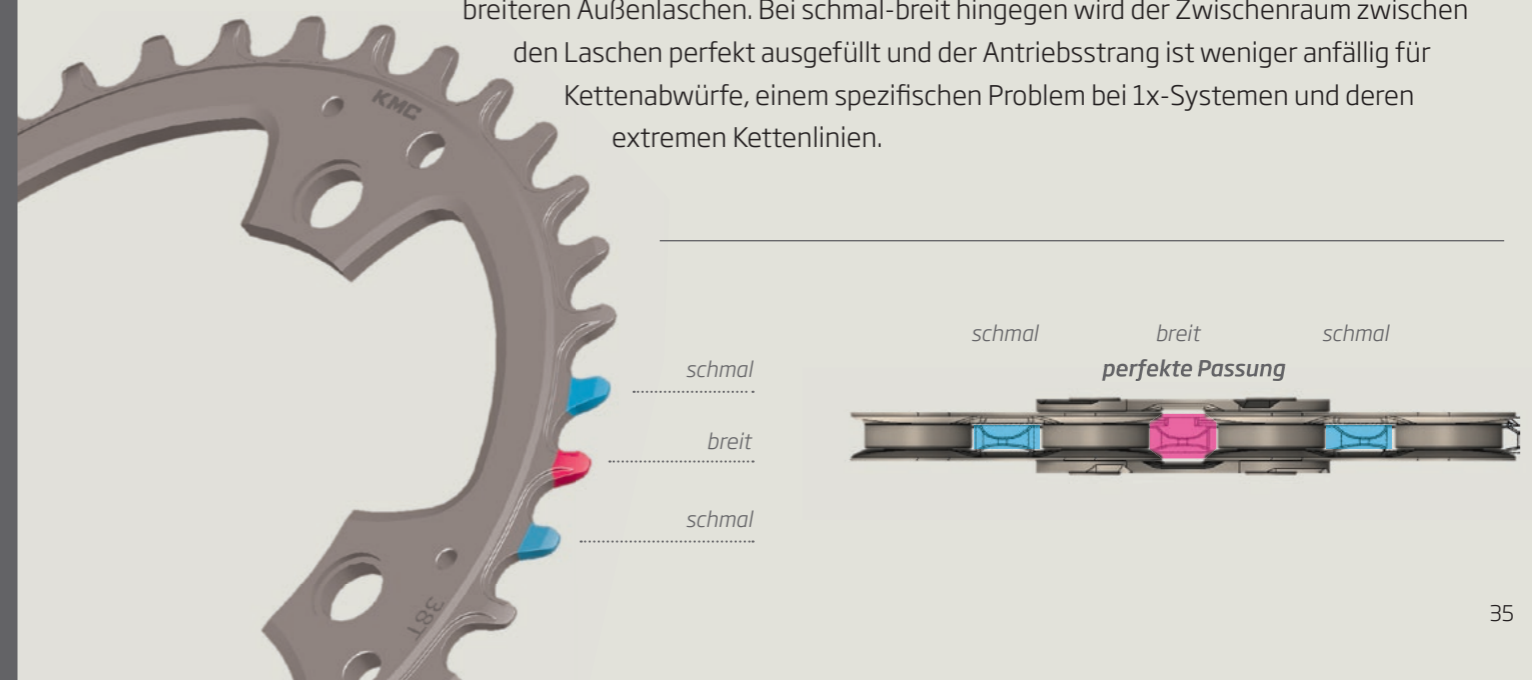 breiteren Außenlaschen. Bei schmal-breit hingegen wird der Zwischenraum zwischen
den Laschen perfekt ausgefüllt und der Antriebsstrang ist weniger anfällig für
Kettenabwürfe, einem spezifischen Problem bei 1x-Systemen und deren
extremen Kettenlinien.
KMC
schmal
breit
schmal
38T
schmal breit schmal
perfekte Passung
35